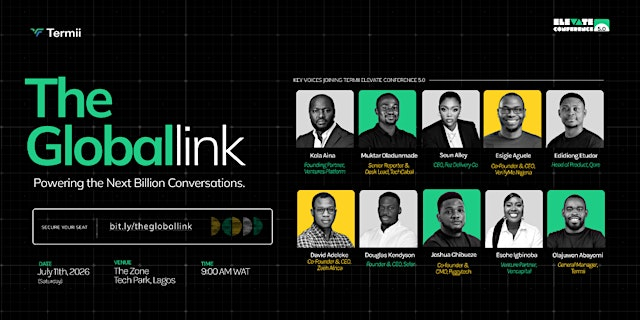 Termii
ELEVATE
CONFERENCE 5.0
The
Globallink
Powering the Next Billion Conversations.
SECURE YOUR SEAT
bit.ly/thegloballink
DATE
July 11th, 2026
(Saturday)
VENUE
The Zone
Tech Park, Lagos
TIME
9:00 AM WAT
KEY VOICES JOINING TERMII ELEVATE CONFERENCE 5.0
Kola Aina
Founding Partner,
Ventures Platform
Muktar Oladunmade
Senior Reporter &
Desk Lead, TechCabal
Seun Alley
CEO, Fez Delivery Co
Esigie Aguele
Co-Founder & CEO,
VerifyMe Nigeria
Edidiong Etudor
Head of Product, Qore
David Adeleke
Co-Founder & CEO,
Zeeh Africa
Douglas Kendyson
Founder & CEO, Selar.
Joshua Chibueze
Co-founder &
CMO, Piggytech
Esohe Igbinoba
Venture Partner,
Vencapital
Olajuwon Abayomi
General Manager,
Termii